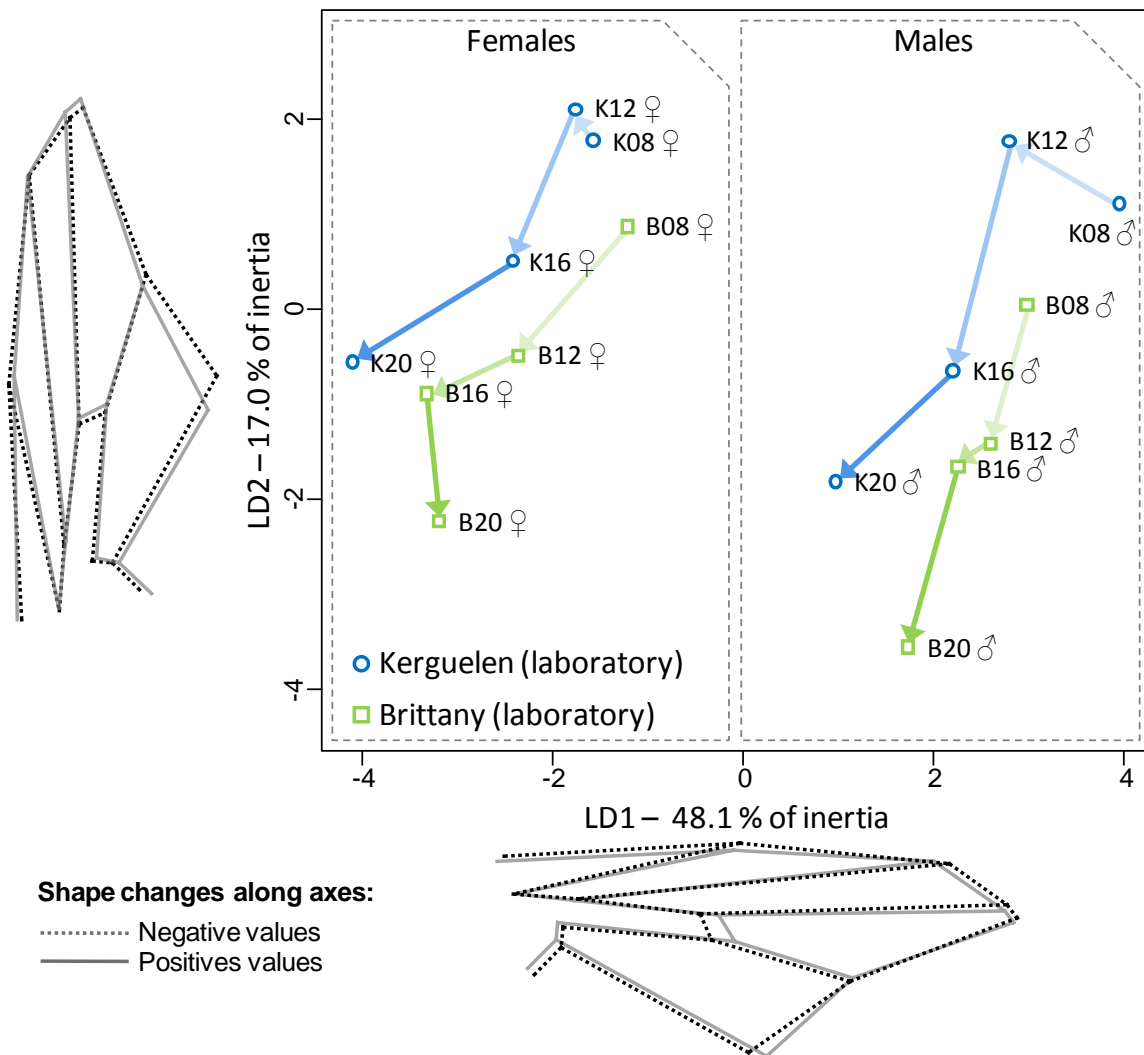 Females
Males
K12 ♀
K08 ♀
B08 ♀
K16 ♀
B12 ♀
K20 ♀
B16 ♀
B20 ♀
K12 ♂
K08 ♂
B08 ♂
K16 ♂
B12 ♂
B16 ♂
K20 ♂
B20 ♂
Kerguelen (laboratory)
Brittany (laboratory)
2
0
-2
-4
LD2 – 17.0 % of inertia
-4
-2
0
2
4
LD1 – 48.1 % of inertia
Shape changes along axes:
Negative values
Positives values